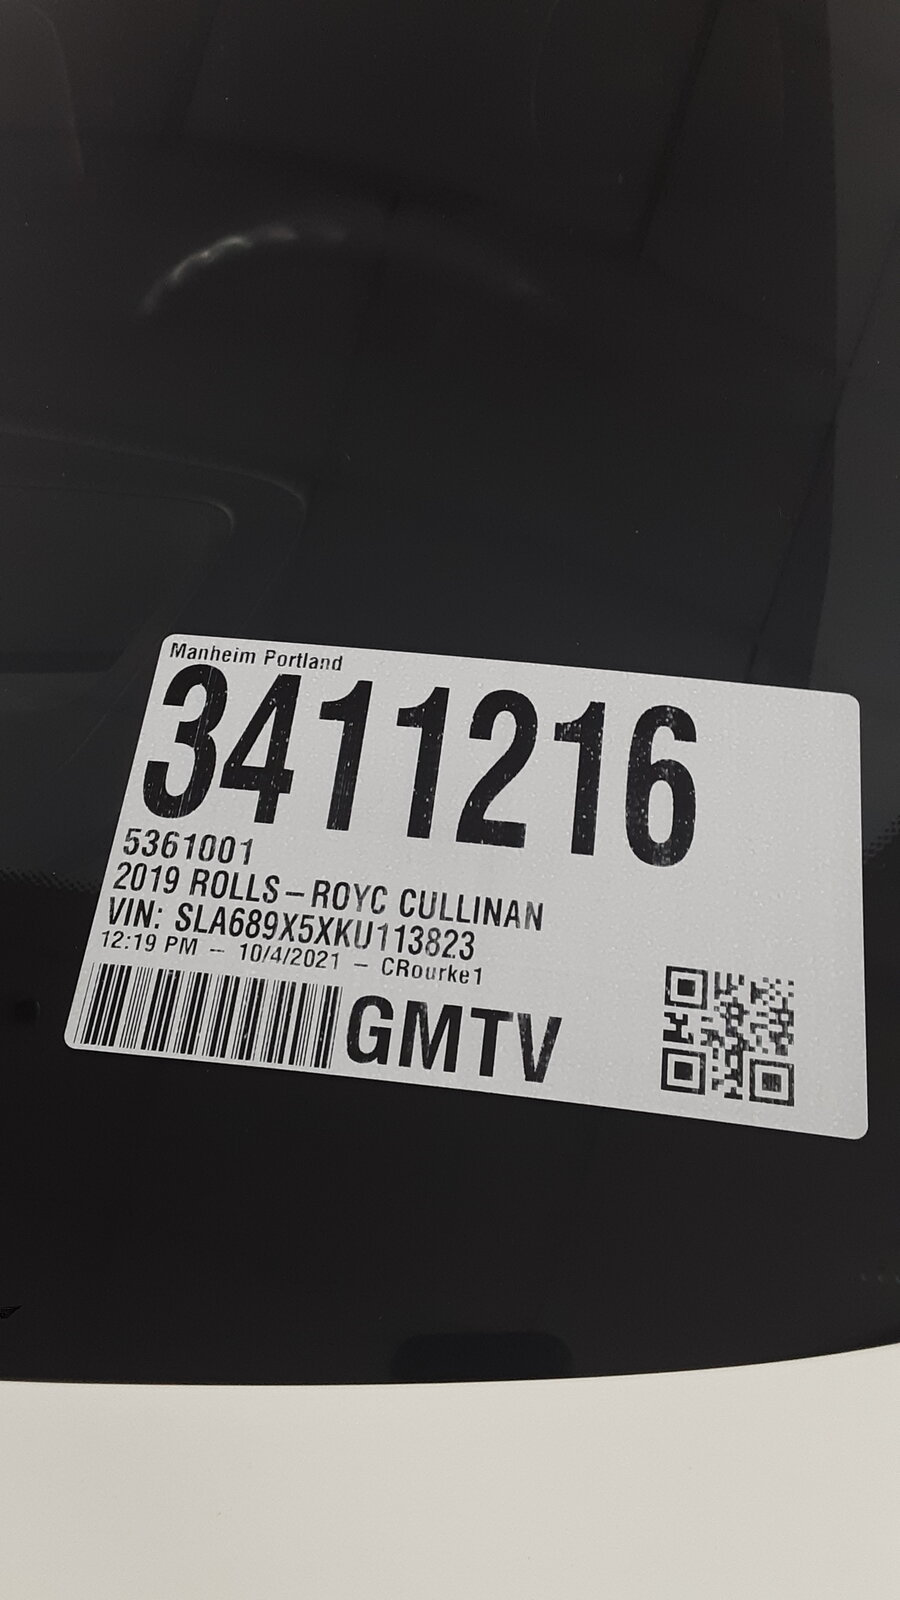 Manheim Portland
3411216
5361001
2019 ROLLS-ROYC CULLINAN
VIN: SLA689X5XKU113823
12:19 PM -- 10/4/2021 - CRourke1
GMTV